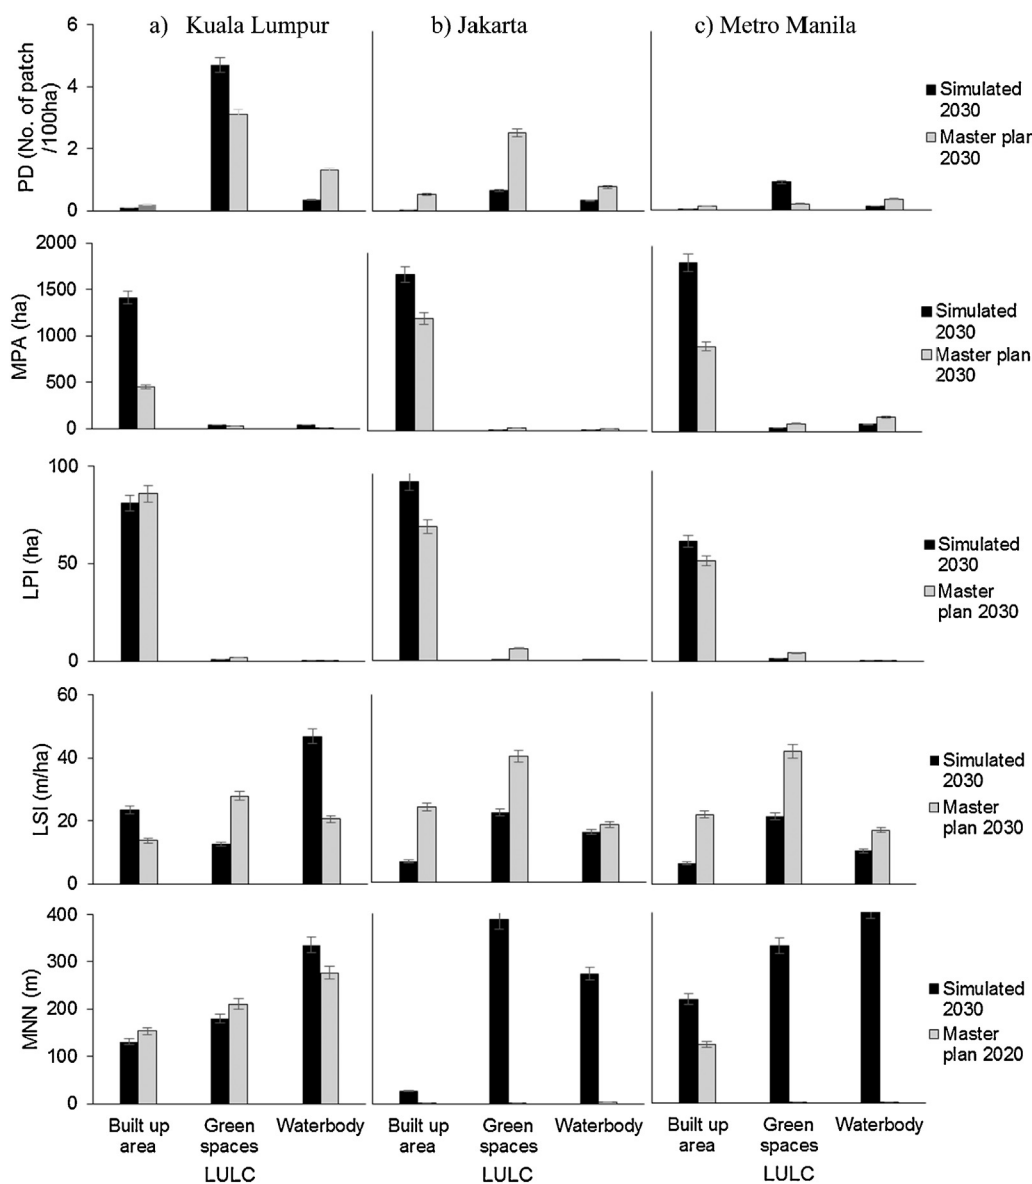 a) Kuala Lumpur
b) Jakarta
c) Metro Manila
PD (No. of patch
/100ha)
6
4
2
0
Simulated
2030
Master plar
2030
MPA (ha)
2000
1500
1000
500
0
Simulated
2030
Master plan
2030
LPI (ha)
100
50
0
Simulated
2030
Master
plan 2030
LSI (m/ha)
60
40
20
0
Simulated
2030
Master
plan 2030
MNN (m)
400
300
200
100
0
Simulated
2030
Master
plan 2020
Built up
area
Green
spaces
Waterbody
Built up
area
Green
spaces
Waterbody
Built up
area
Green
spaces
Waterbody
LULC
LULC
LULC